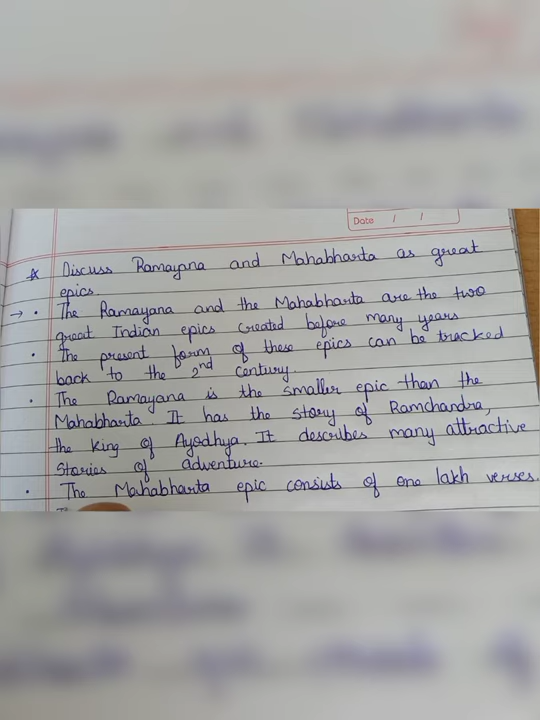 Date / /
* Discuss Ramayana and Mahabharta as great
epics.
→ • The Ramayana and the Mahabharta are the two
great Indian epics created before many years
• The present form of these epics can be tracked
back to the 2nd century.
• The Ramayana is the smaller epic than the
Mahabharta. It has the story of Ramchandra,
the king of Ayodhya. It describes many attractive
stories of adventure.
• The Mahabharta epic consists of one lakh verses.